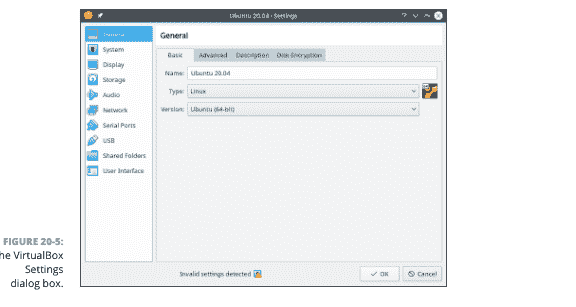 Ubuntu 20.04 - Settings
General
General
System
Display
Storage
Audio
Network
Serial Ports
USB
Shared Folders
User Interface
Basic Advanced Description Disk Encryption
Name: Ubuntu 20.04
Type: Linux
Version: Ubuntu (64-bit)
Invalid settings detected
OK Cancel
FIGURE 20-5:
he VirtualBox
Settings
dialog box.